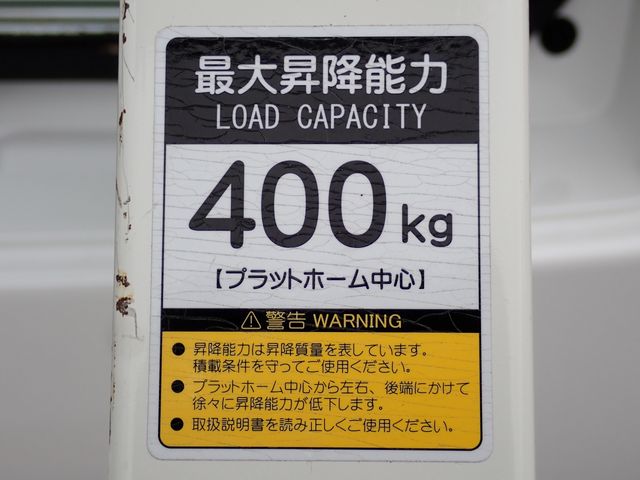 最大昇降能力
LOAD CAPACITY
400kg
【プラットホーム中心】
⚠警告 WARNING
● 昇降能力は昇降質量を表しています。
積載条件を守ってご使用ください。
● プラットホーム中心から左右、後端にかけて
徐々に昇降能力が低下します。
● 取扱説明書を読み正しくご使用ください。